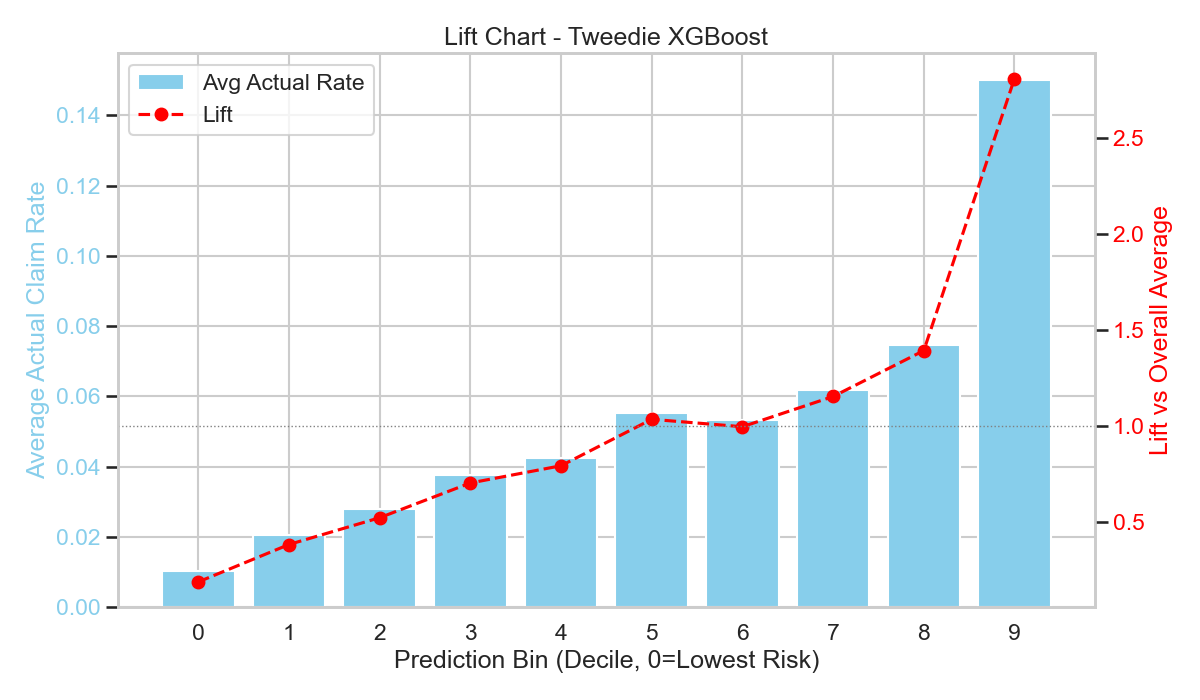 Lift Chart - Tweedie XGBoost
Avg Actual Rate
Lift
Average Actual Claim Rate
0.14
0.12
0.10
0.08
0.06
0.04
0.02
0.00
2.5
2.0
1.5
1.0
0.5
Lift vs Overall Average
0 1 2 3 4 5 6 7 8 9
Prediction Bin (Decile, 0=Lowest Risk)